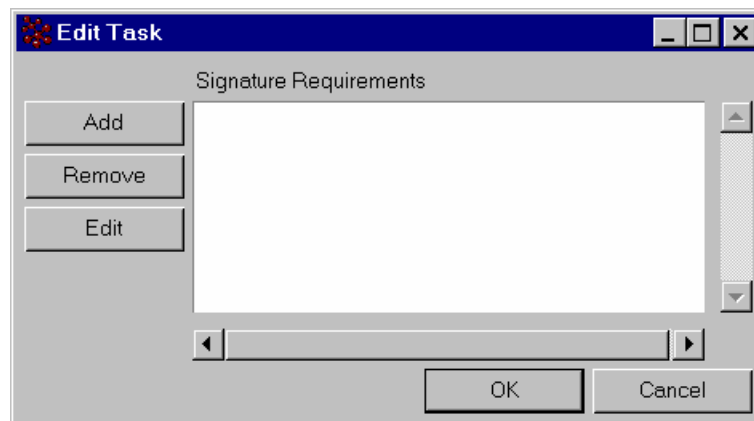 Edit Task
Signature Requirements
Add
Remove
Edit
OK
Cancel